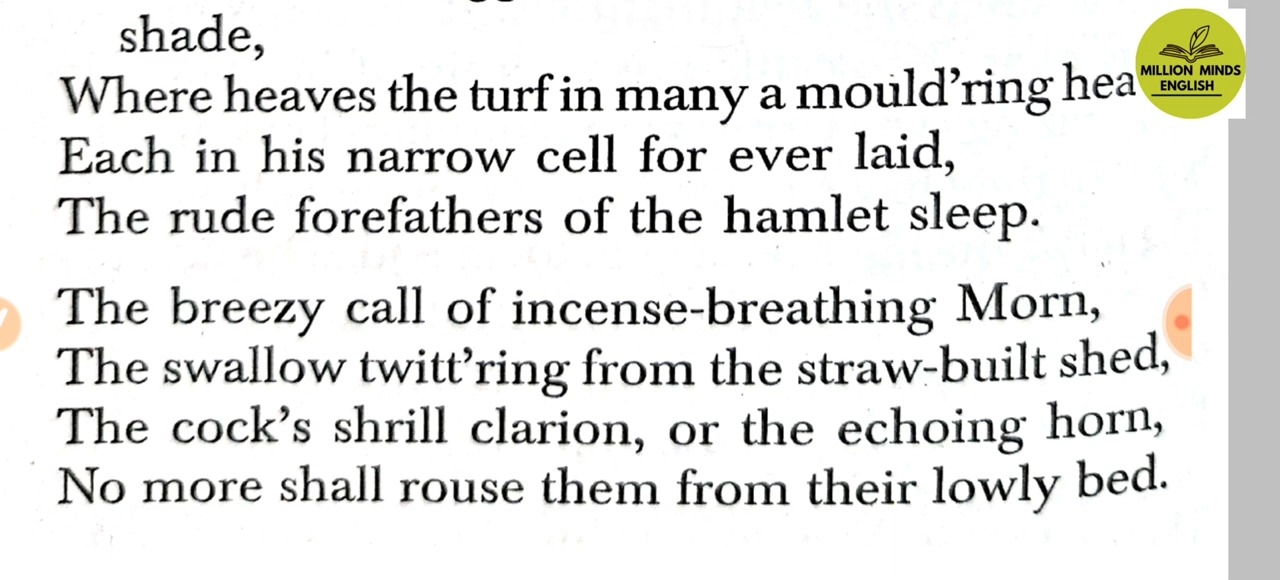 shade,
Where heaves the turf in many a mould'ring hea
Each in his narrow cell for ever laid,
The rude forefathers of the hamlet sleep.
The breezy call of incense-breathing Morn,
The swallow twitt'ring from the straw-built shed,
The cock's shrill clarion, or the echoing horn,
No more shall rouse them from their lowly bed.
MILLION MINDS
ENGLISH